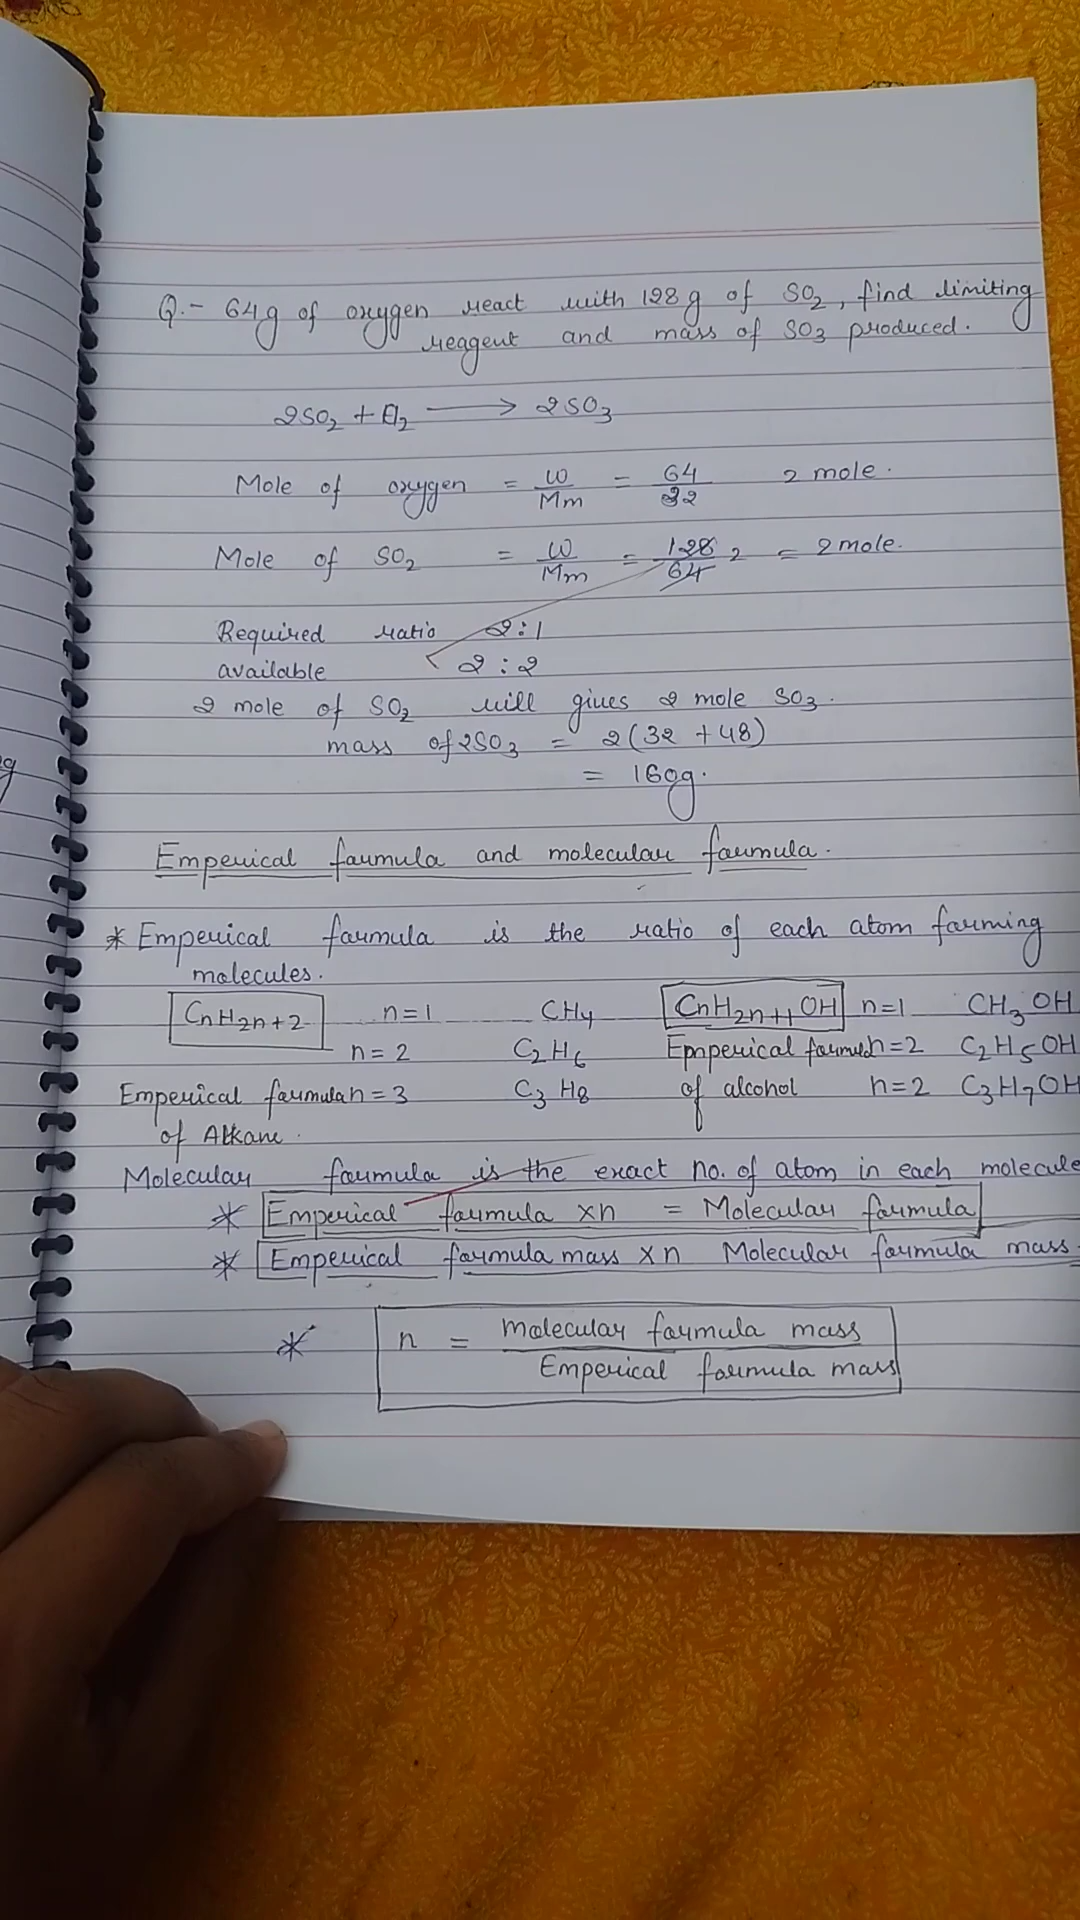 Q.- 64g of oxygen react with 128g of SO2, find limiting
reagent and mass of SO3 produced.
2SO2 + O2 → 2SO3
Mole of oxygen = w/Mm = 64/32 2 mole.
Mole of SO2 = w/Mm = 128/64 2 = 2 mole.
Required ratio 2:1
available 2:2
2 mole of SO2 will gives 2 mole SO3.
mass of 2SO3 = 2(32 + 48)
= 160g.
Emperical formula and molecular formula.
* Emperical formula is the ratio of each atom forming
molecules.
CnH2n+2 n=1 CH4 CnH2n+1 OH n=1 CH3OH
n=2 C2H6 Epmperical formul n=2 C2H5OH
Emperical formula n=3 C3H8 of alcohol n=2 C3H7OH
of Alkane.
Molecular formula is the exact no. of atom in each molecule
* Emperical formula xn = Molecular formula
* Emperical formula mass xn Molecular formula mass
* n = Molecular formula mass / Emperical formula mass